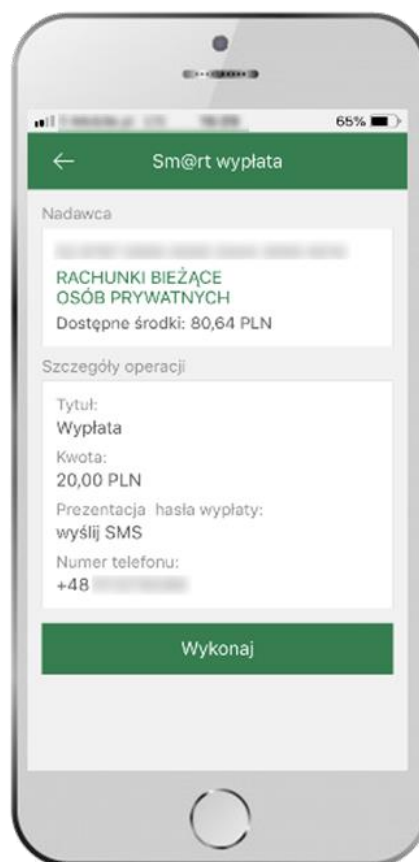 65%
Sm@rt wypłata
Nadawca
RACHUNKI BIEŻĄCE
OSÓB PRYWATNYCH
Dostępne środki: 80,64 PLN
Szczegóły operacji
Tytuł:
Wypłata
Kwota:
20,00 PLN
Prezentacja hasła wypłaty:
wyślij SMS
Numer telefonu:
+48
Wykonaj